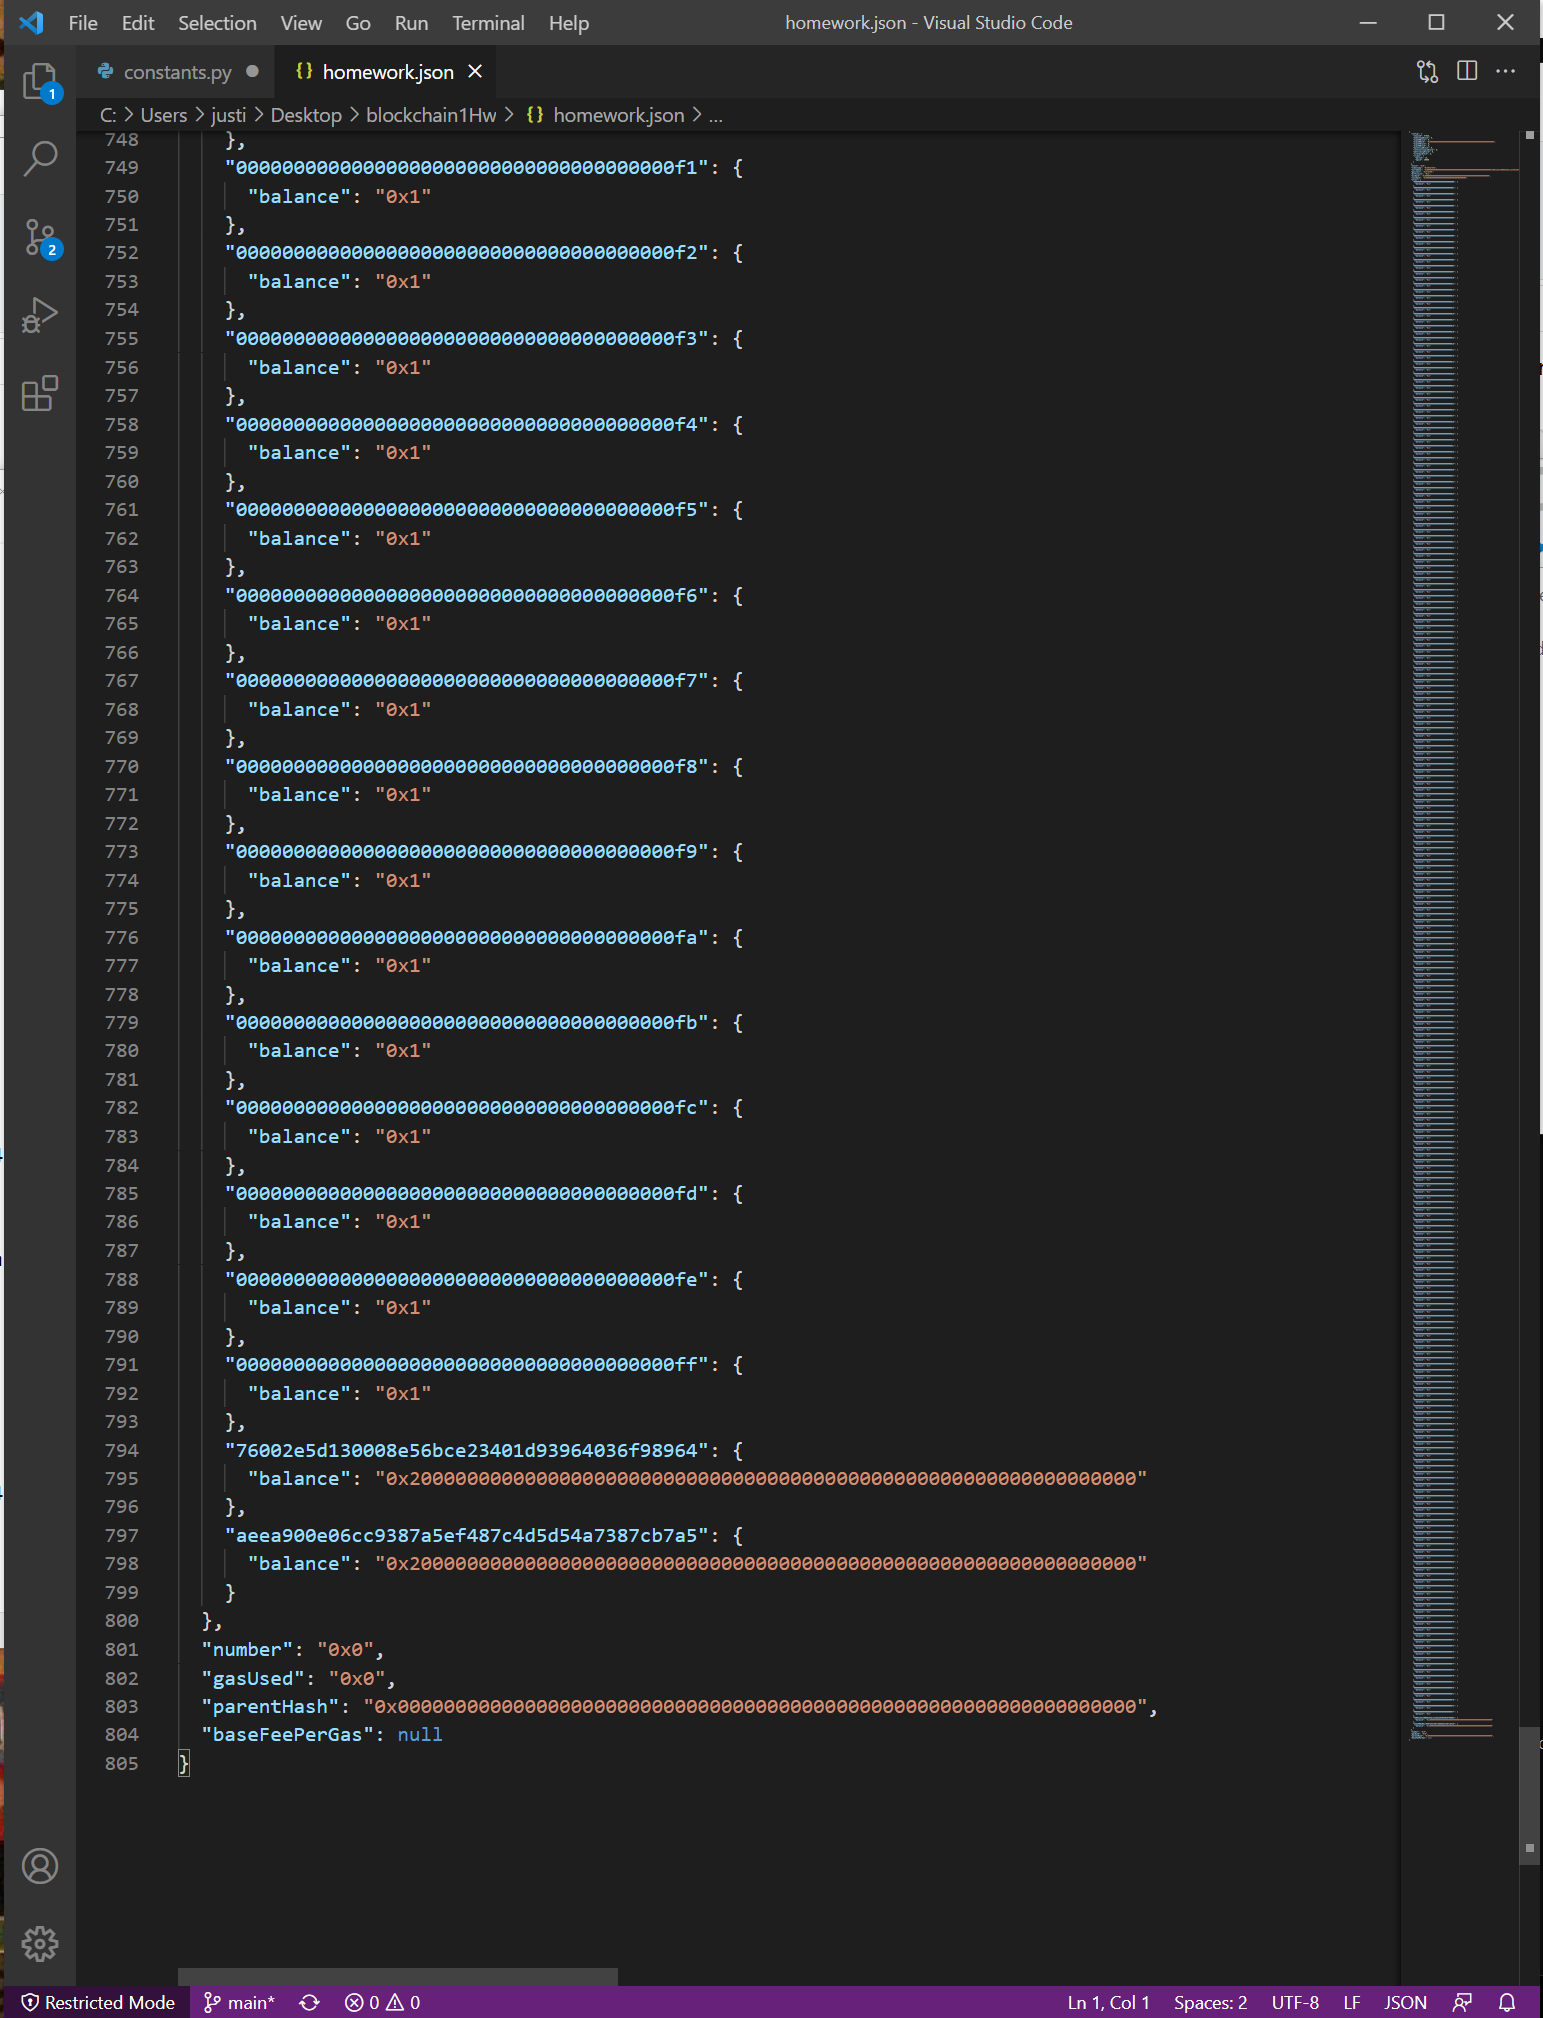 File Edit Selection View Go Run Terminal Help homework.json - Visual Studio Code
constants.py homework.json
C: > Users > justi > Desktop > blockchain1Hw > {} homework.json > ...
1
2
748 },
749 "00000000000000000000000000000000000000f1": {
750 "balance": "0x1"
751 },
752 "00000000000000000000000000000000000000f2": {
753 "balance": "0x1"
754 },
755 "00000000000000000000000000000000000000f3": {
756 "balance": "0x1"
757 },
758 "00000000000000000000000000000000000000f4": {
759 "balance": "0x1"
760 },
761 "00000000000000000000000000000000000000f5": {
762 "balance": "0x1"
763 },
764 "00000000000000000000000000000000000000f6": {
765 "balance": "0x1"
766 },
767 "00000000000000000000000000000000000000f7": {
768 "balance": "0x1"
769 },
770 "00000000000000000000000000000000000000f8": {
771 "balance": "0x1"
772 },
773 "00000000000000000000000000000000000000f9": {
774 "balance": "0x1"
775 },
776 "00000000000000000000000000000000000000fa": {
777 "balance": "0x1"
778 },
779 "00000000000000000000000000000000000000fb": {
780 "balance": "0x1"
781 },
782 "00000000000000000000000000000000000000fc": {
783 "balance": "0x1"
784 },
785 "00000000000000000000000000000000000000fd": {
786 "balance": "0x1"
787 },
788 "00000000000000000000000000000000000000fe": {
789 "balance": "0x1"
790 },
791 "00000000000000000000000000000000000000ff": {
792 "balance": "0x1"
793 },
794 "76002e5d130008e56bce23401d93964036f98964": {
795 "balance": "0x200000000000000000000000000000000000000000000000000000000000000"
796 },
797 "aeea900e06cc9387a5ef487c4d5d54a7387cb7a5": {
798 "balance": "0x200000000000000000000000000000000000000000000000000000000000000"
799 }
800 },
801 "number": "0x0",
802 "gasUsed": "0x0",
803 "parentHash": "0x0000000000000000000000000000000000000000000000000000000000000000",
804 "baseFeePerGas": null
805 }
Restricted Mode main* 0 0 Ln 1, Col 1 Spaces: 2 UTF-8 LF JSON